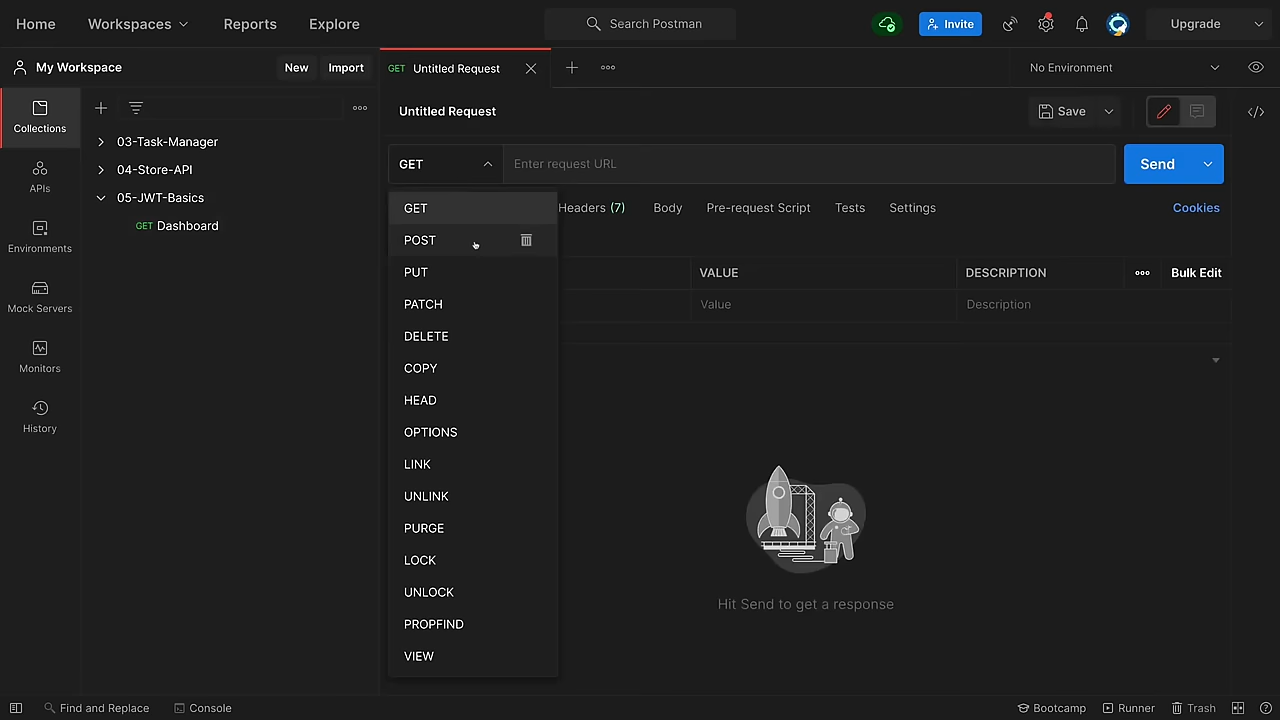 Home Workspaces Reports Explore Search Postman Invite Upgrade
My Workspace New Import GET Untitled Request No Environment
Collections
APIs
Environments
Mock Servers
Monitors
History
03-Task-Manager
04-Store-API
05-JWT-Basics
GET Dashboard
Untitled Request Save
GET Enter request URL Send
Headers (7) Body Pre-request Script Tests Settings Cookies
VALUE DESCRIPTION Bulk Edit
Value Description
GET
POST
PUT
PATCH
DELETE
COPY
HEAD
OPTIONS
LINK
UNLINK
PURGE
LOCK
UNLOCK
PROPFIND
VIEW
Hit Send to get a response
Find and Replace Console Bootcamp Runner Trash